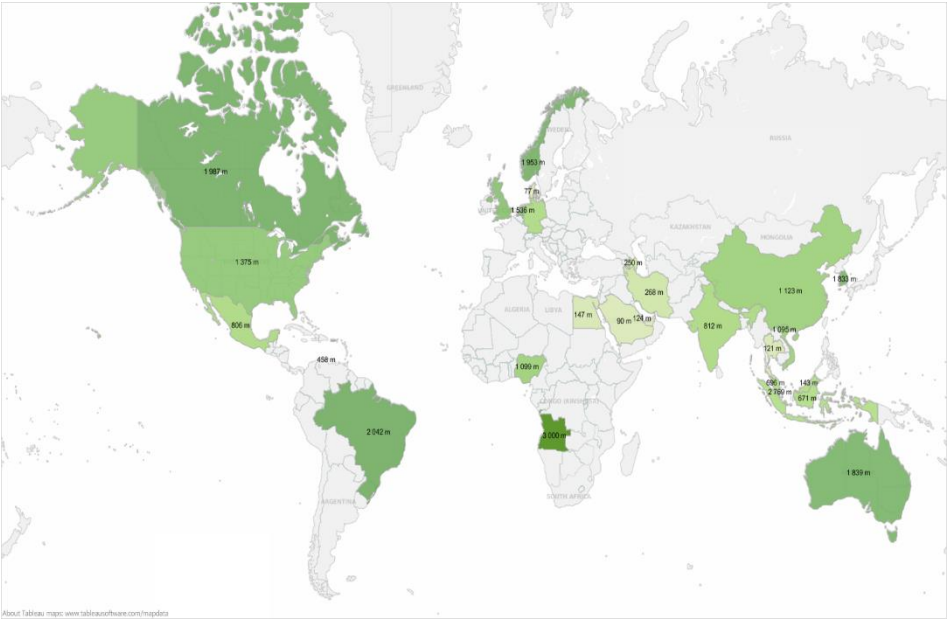 GREENLAND
RUSSIA
1 987 m
1 953 m
77 m
1 536 m
KAZAKHSTAN
MONGOLIA
1 375 m
250 m
268 m
1 123 m
1 833 m
ALGERIA
LIBYA
147 m
90 m
124 m
812 m
806 m
1 095 m
121 m
458 m
1 099 m
696 m
143 m
2 760 m
671 m
2 042 m
3 000 m
1 839 m
ARGENTINA
SOUTH AFRICA
About Tableau maps: www.tableausoftware.com/mapdata